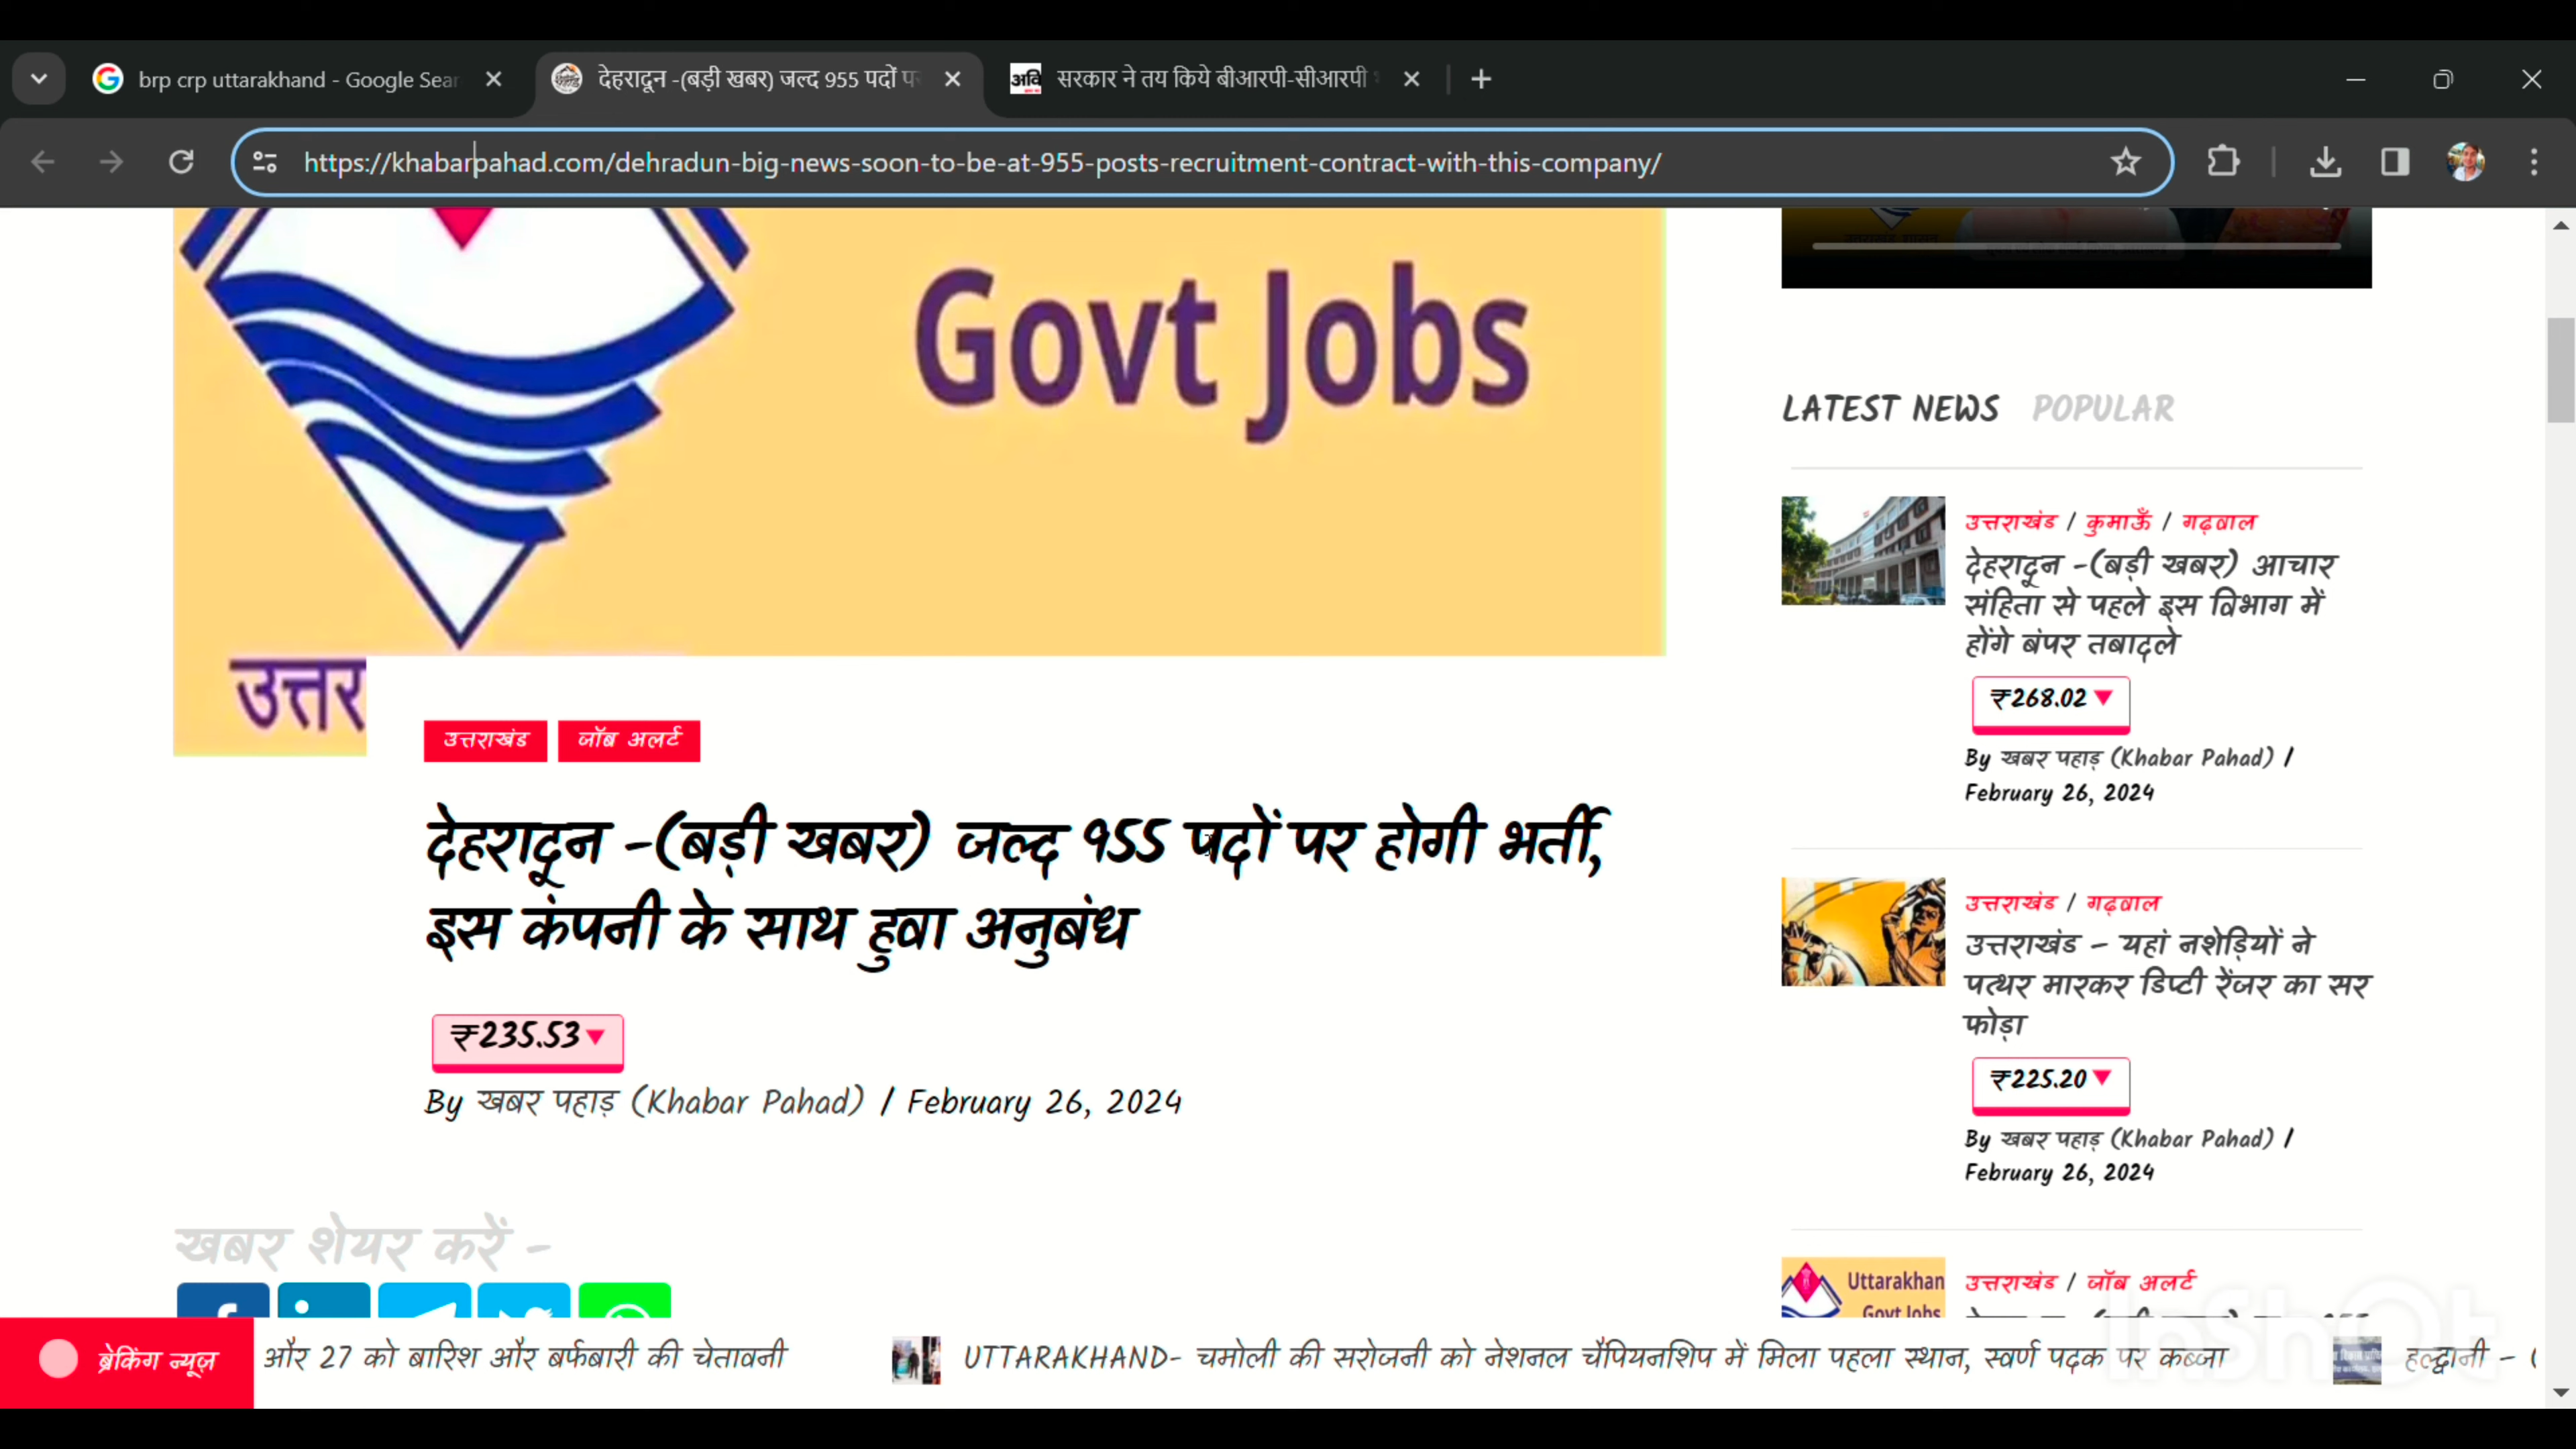 brp crp uttarakhand - Google Sear
देहरादून -(बड़ी खबर) जल्द 955 पदों पर
सरकार ने तय किये बीआरपी-सीआरपी
https://khabarpahad.com/dehradun-big-news-soon-to-be-at-955-posts-recruitment-contract-with-this-company/
Govt Jobs
उत्तर
उत्तराखंड जॉब अलर्ट
देहरादून -(बड़ी खबर) जल्द 955 पदों पर होगी भर्ती,
इस कंपनी के साथ हुवा अनुबंध
₹235.53
By खबर पहाड़ (Khabar Pahad) / February 26, 2024
खबर शेयर करें -
LATEST NEWS POPULAR
उत्तराखंड / कुमाऊँ / गढ़वाल
देहरादून -(बड़ी खबर) आचार
संहिता से पहले इस विभाग में
होंगे बंपर तबादले
₹268.02
By खबर पहाड़ (Khabar Pahad) /
February 26, 2024
उत्तराखंड / गढ़वाल
उत्तराखंड – यहां नशेड़ियों ने
पत्थर मारकर डिप्टी रेंजर का सर
फोड़ा
₹225.20
By खबर पहाड़ (Khabar Pahad) /
February 26, 2024
Uttarakhan
Govt Jobs
उत्तराखंड / जॉब अलर्ट
ब्रेकिंग न्यूज़ और 27 को बारिश और बर्फबारी की चेतावनी UTTARAKHAND- चमोली की सरोजनी को नेशनल चैंपियनशिप में मिला पहला स्थान, स्वर्ण पदक पर कब्जा हल्द्वानी – (
InShOt